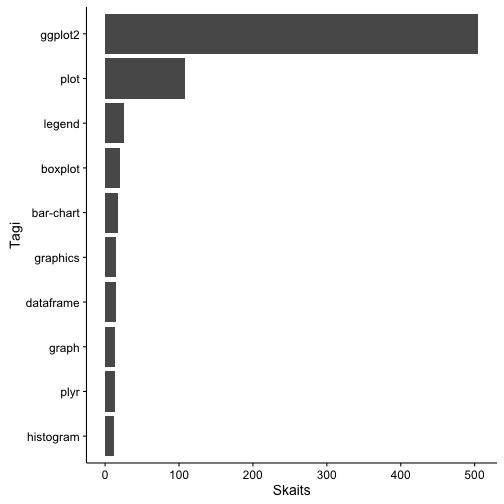 ggplot2
plot
legend
boxplot
bar-chart
graphics
dataframe
graph
plyr
histogram
Tagi
0 100 200 300 400 500
Skaits